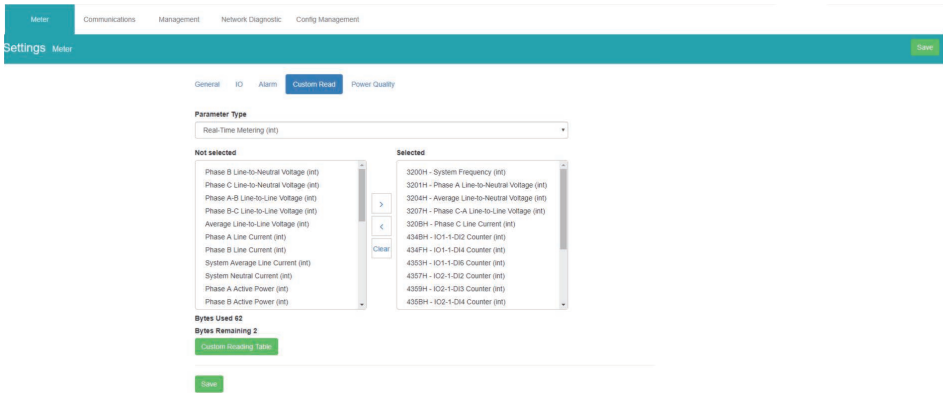 Meter Communications Management Network Diagnostic Config Management
Settings Meter Save
General IO Alarm Custom Read Power Quality
Parameter Type
Real-Time Metering (int)
Not selected
Phase B Line-to-Neutral Voltage (int)
Phase C Line-to-Neutral Voltage (int)
Phase A-B Line-to-Line Voltage (int)
Phase B-C Line-to-Line Voltage (int)
Average Line-to-Line Voltage (int)
Phase A Line Current (int)
Phase B Line Current (int)
System Average Line Current (int)
System Neutral Current (int)
Phase A Active Power (int)
Phase B Active Power (int)
>
<
Clear
Selected
3200H - System Frequency (int)
3201H - Phase A Line-to-Neutral Voltage (int)
3204H - Average Line-to-Neutral Voltage (int)
3207H - Phase C-A Line-to-Line Voltage (int)
320BH - Phase C Line Current (int)
434BH - IO1-1-DI2 Counter (int)
434FH - IO1-1-DI4 Counter (int)
4353H - IO1-1-DI6 Counter (int)
4357H - IO2-1-DI2 Counter (int)
4359H - IO2-1-DI3 Counter (int)
435BH - IO2-1-DI4 Counter (int)
Bytes Used 62
Bytes Remaining 2
Custom Reading Table
Save